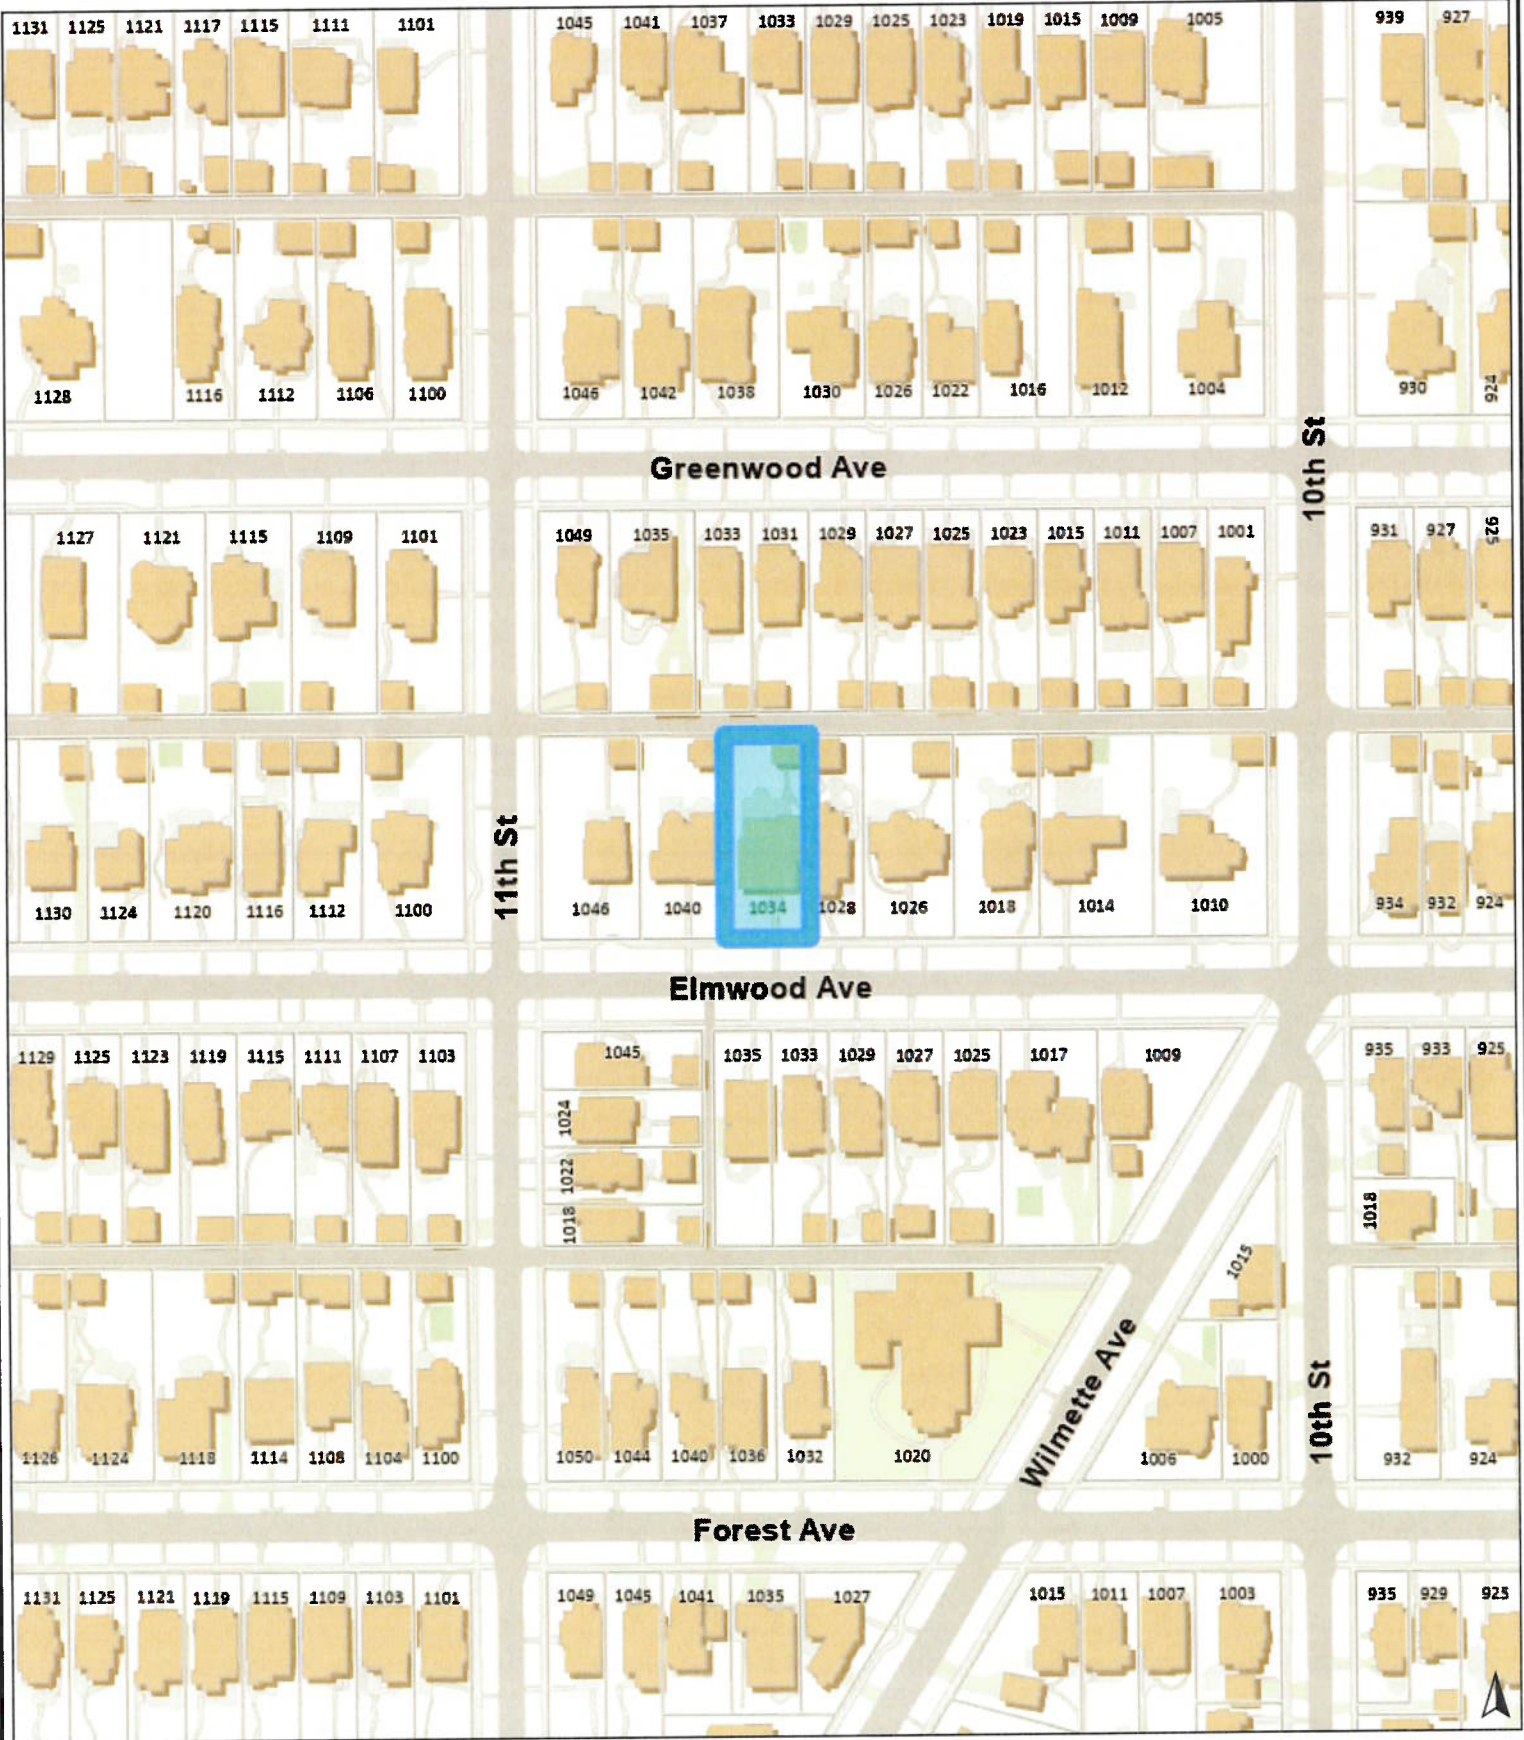 1131 1125 1121 1117 1115 1111 1101 1045 1041 1037 1033 1029 1025 1023 1019 1015 1009 1005 939 927
1128 1116 1112 1106 1100 1046 1042 1038 1030 1026 1022 1016 1012 1004 930 924
Greenwood Ave
10th St
1127 1121 1115 1109 1101 1049 1035 1033 1031 1029 1027 1025 1023 1015 1011 1007 1001 931 927 925
11th St
1130 1124 1120 1116 1112 1100 1046 1040 1034 1028 1026 1018 1014 1010 934 932 924
Elmwood Ave
1129 1125 1123 1119 1115 1111 1107 1103 1045 1035 1033 1029 1027 1025 1017 1009 935 933 925
1024
1022
1018
1018
1015
Wilmette Ave
10th St
1126 1124 1118 1114 1108 1104 1100 1050 1044 1040 1036 1032 1020 1006 1000 932 924
Forest Ave
1131 1125 1121 1119 1115 1109 1103 1101 1049 1045 1041 1035 1027 1015 1011 1007 1003 935 929 925